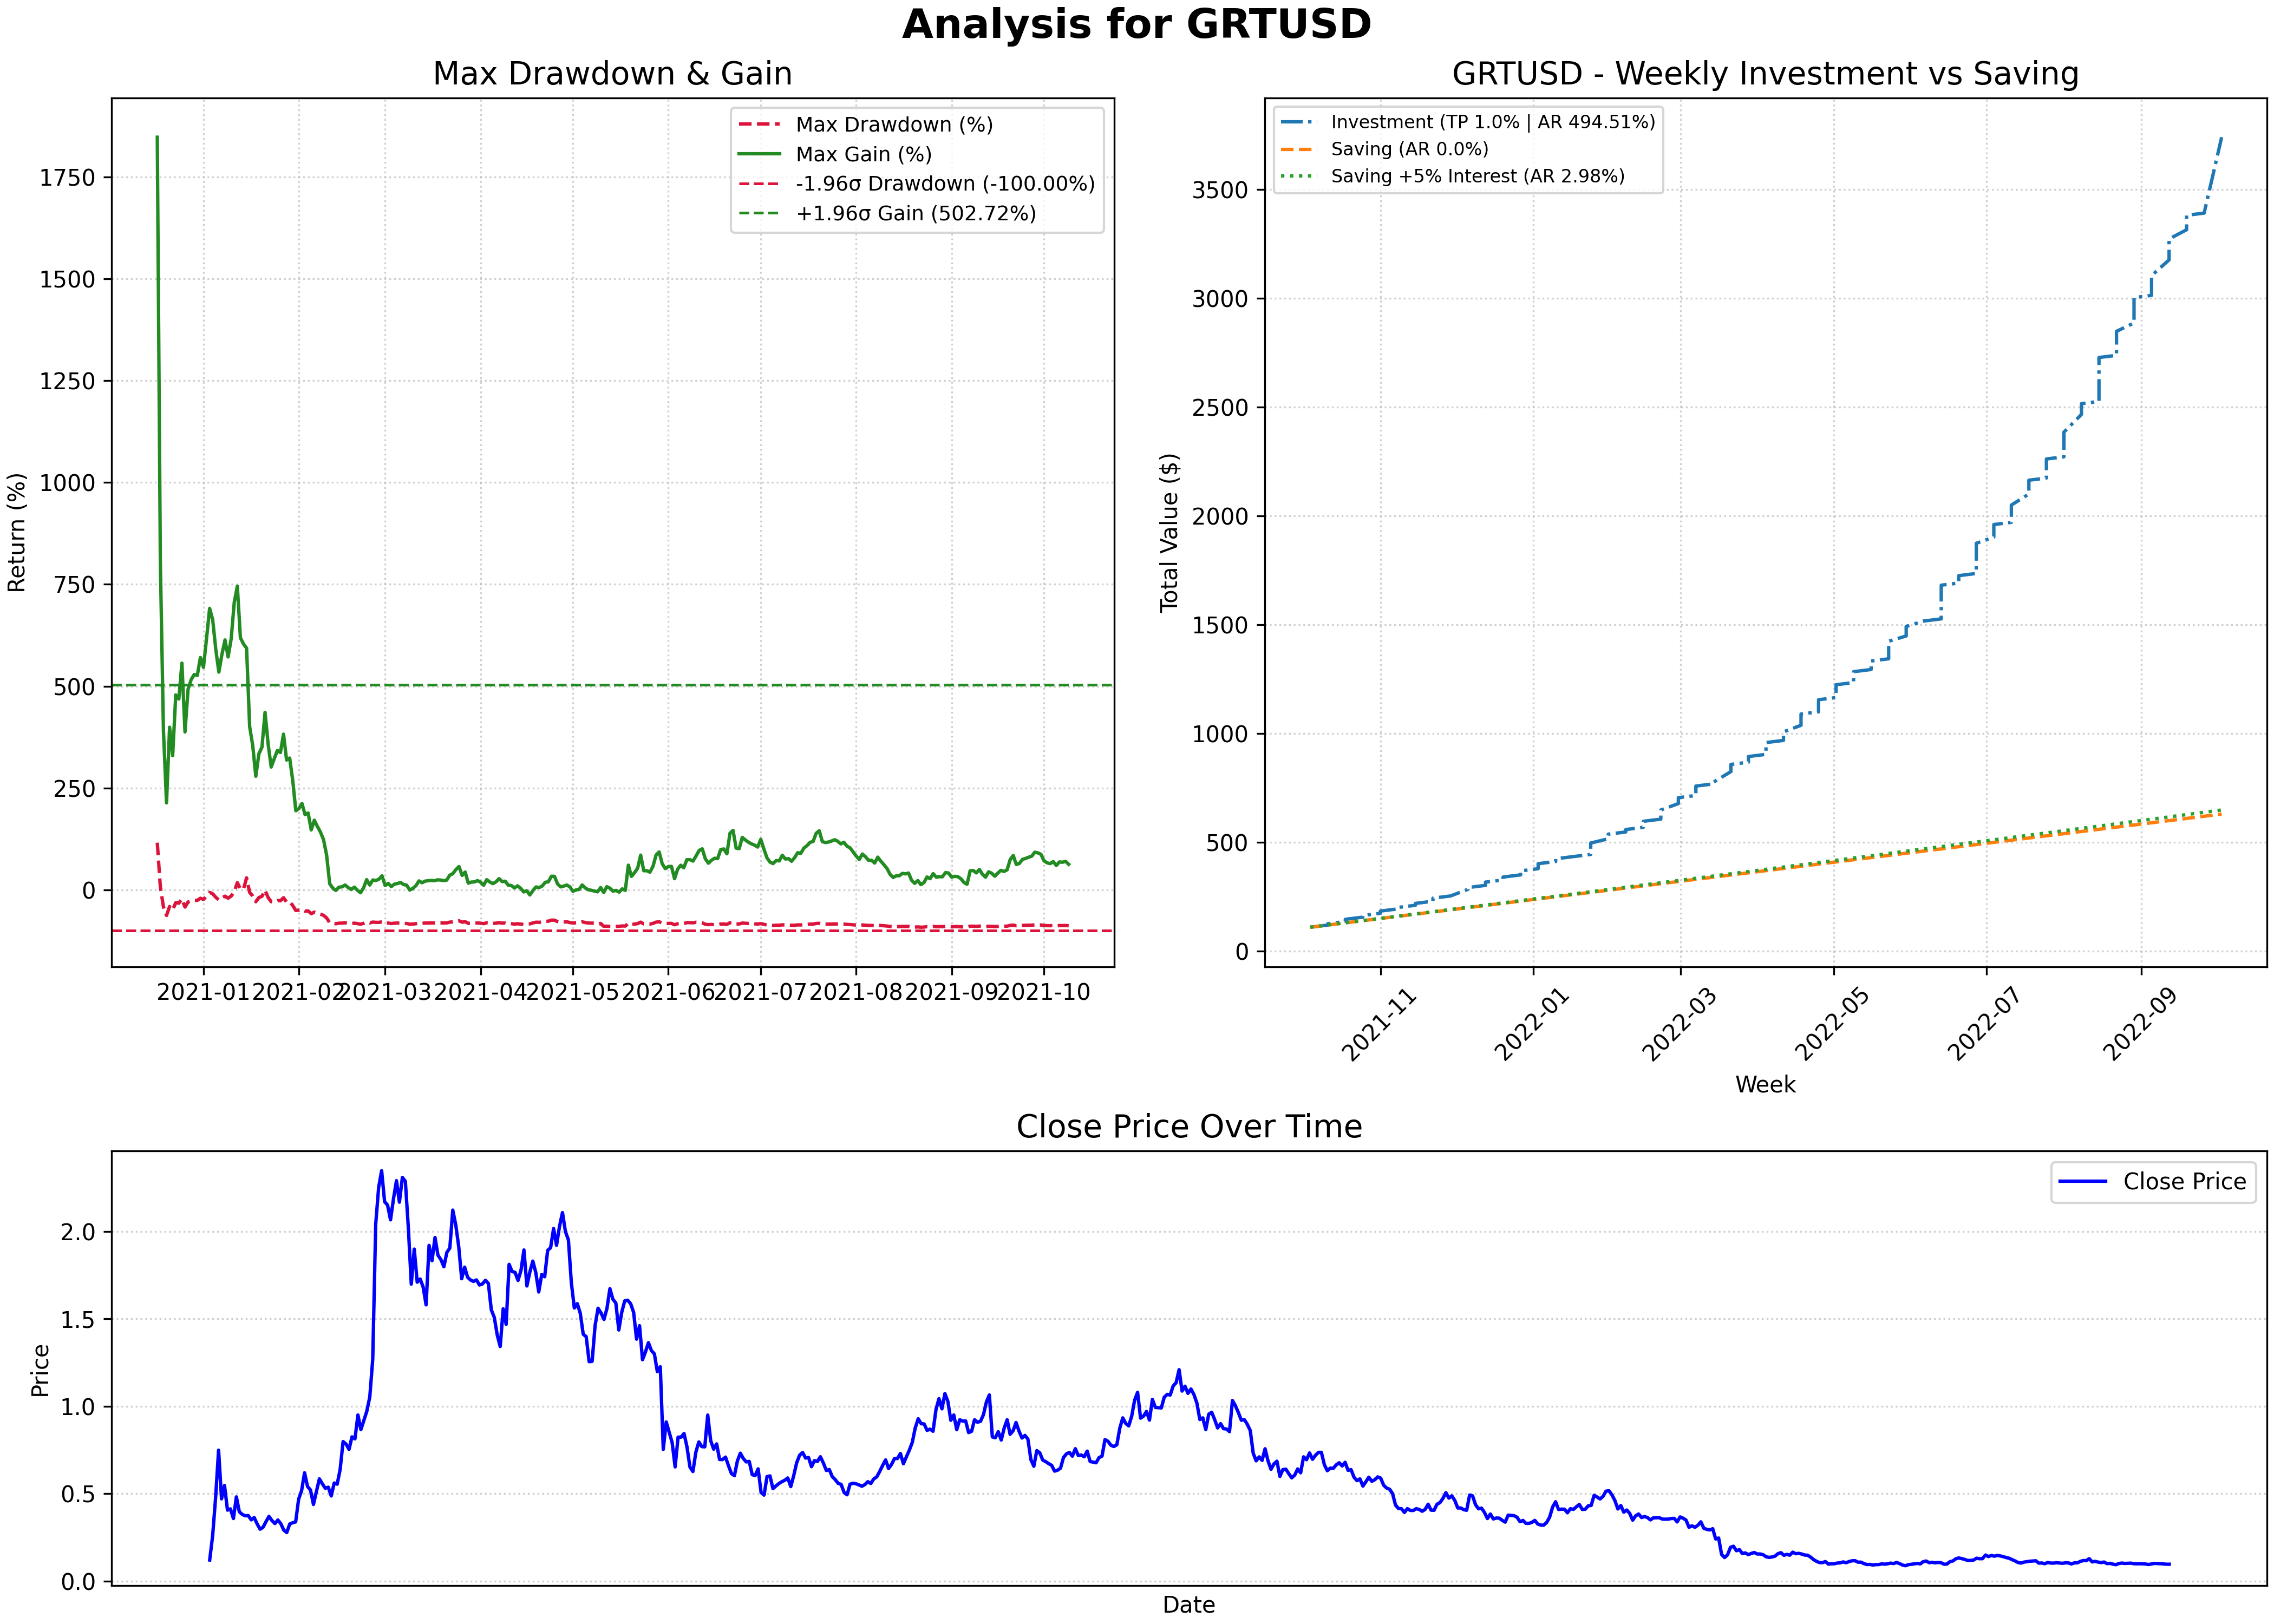 Analysis for GRTUSD
Max Drawdown & Gain
Max Drawdown (%)
Max Gain (%)
-1.96σ Drawdown (-100.00%)
+1.96σ Gain (502.72%)
Return (%)
1750
1500
1250
1000
750
500
250
0
2021-01
2021-02
2021-03
2021-04
2021-05
2021-06
2021-07
2021-08
2021-09
2021-10
GRTUSD - Weekly Investment vs Saving
Investment (TP 1.0% | AR 494.51%)
Saving (AR 0.0%)
Saving +5% Interest (AR 2.98%)
Total Value ($)
3500
3000
2500
2000
1500
1000
500
0
2021-11
2022-01
2022-03
2022-05
2022-07
2022-09
Week
Close Price Over Time
Close Price
Price
2.0
1.5
1.0
0.5
0.0
Date